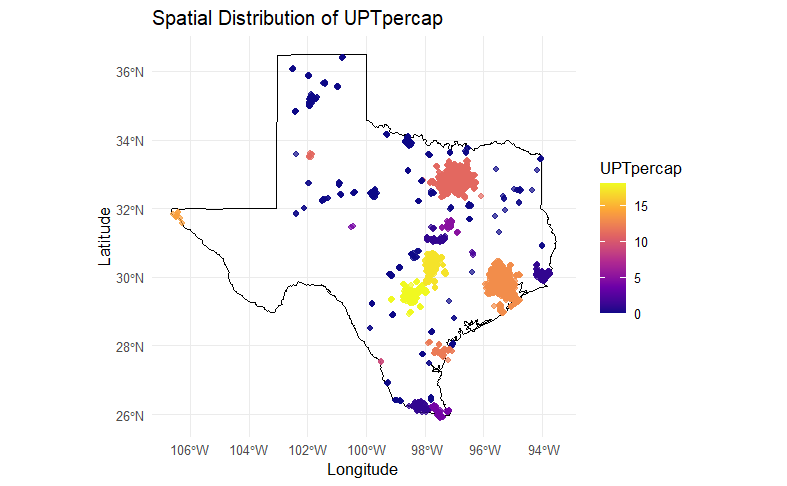 Spatial Distribution of UPTpercap
36°N
34°N
32°N
30°N
28°N
26°N
Latitude
106°W
104°W
102°W
100°W
98°W
96°W
94°W
Longitude
UPTpercap
15
10
5
0